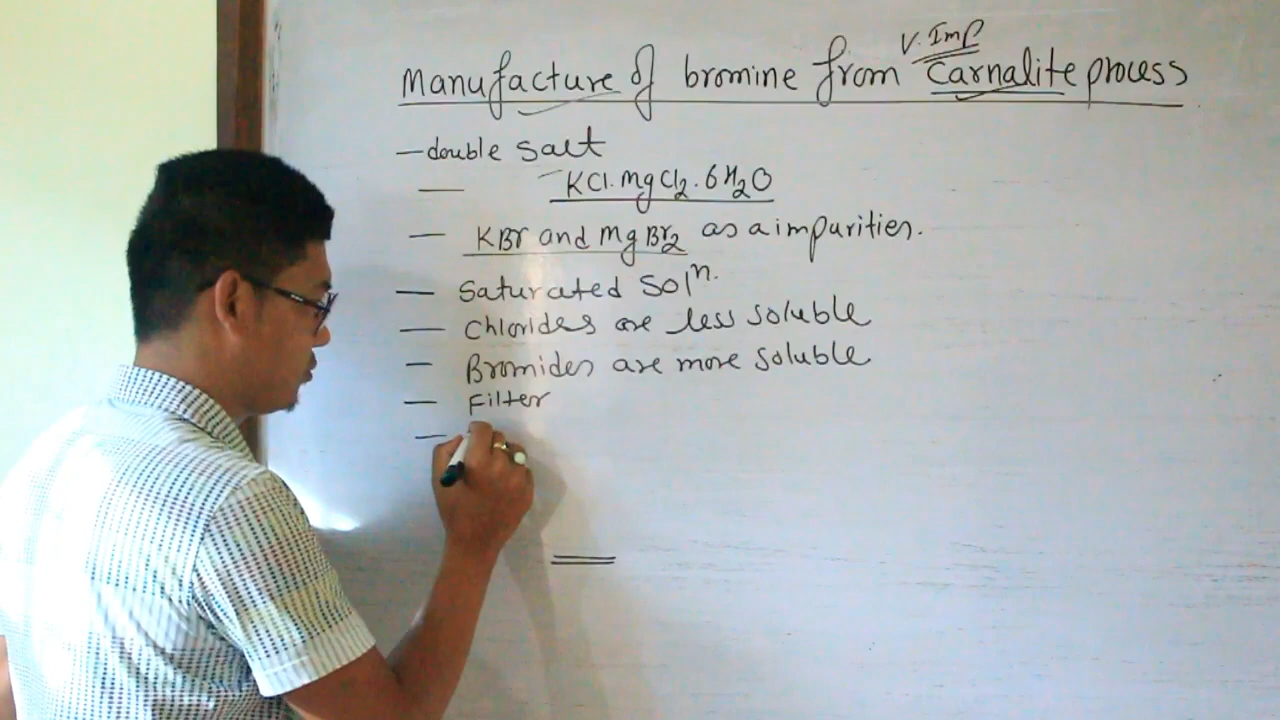 V. Imp
Manufacture of bromine from Carnalite process
— double salt
— KCl.MgCl₂.6H₂O
— KBr and MgBr₂ as a impurities.
— Saturated Solⁿ.
— Chlorides are less soluble
— Bromides are more soluble
— Filter
—